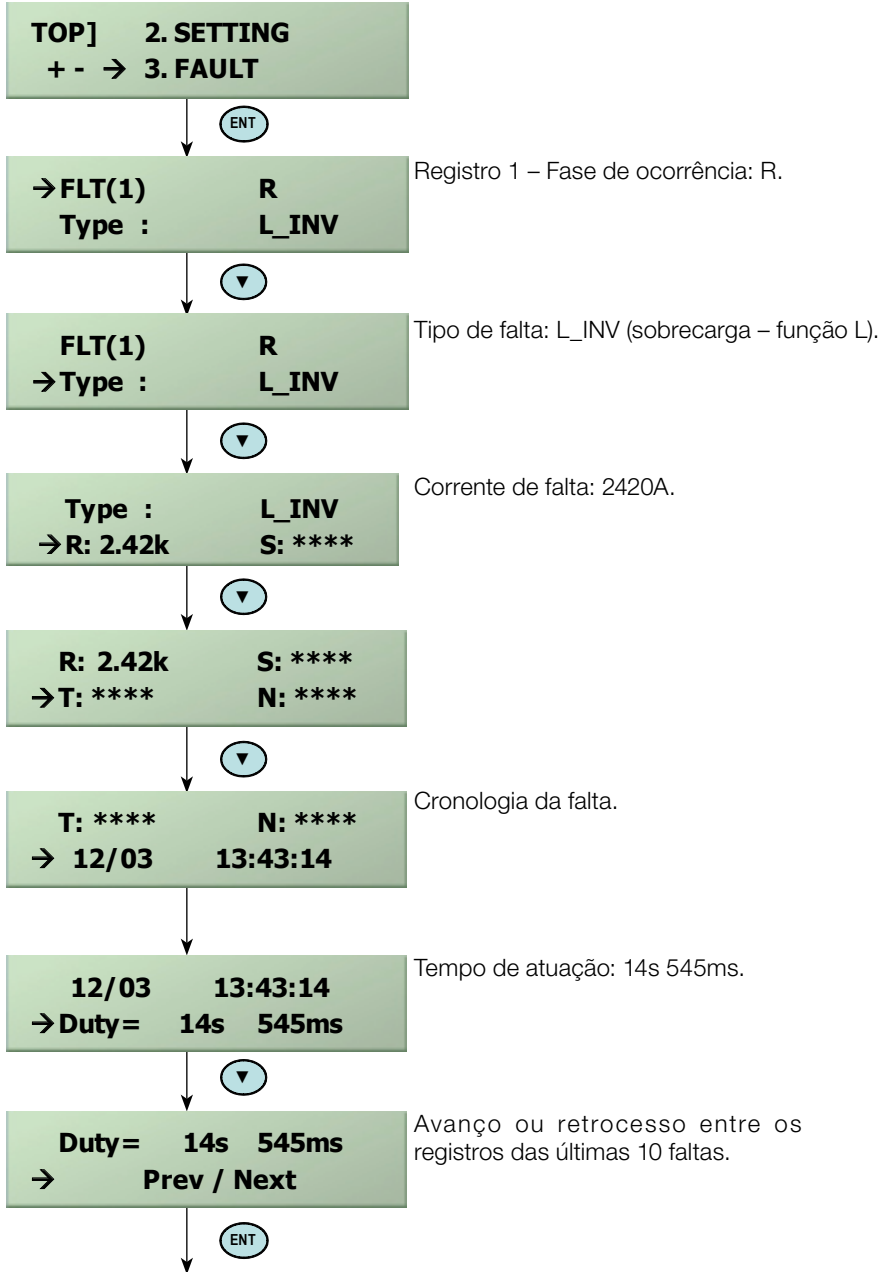 TOP] 2. SETTING
+ - → 3. FAULT
ENT
→FLT(1) R
Type : L_INV
Registro 1 – Fase de ocorrência: R.
▼
FLT(1) R
→Type : L_INV
Tipo de falta: L_INV (sobrecarga – função L).
▼
Type : L_INV
→R: 2.42k S: ****
Corrente de falta: 2420A.
▼
R: 2.42k S: ****
→T: **** N: ****
▼
T: **** N: ****
→ 12/03 13:43:14
Cronologia da falta.
12/03 13:43:14
→Duty= 14s 545ms
Tempo de atuação: 14s 545ms.
▼
Duty= 14s 545ms
→ Prev / Next
Avanço ou retrocesso entre os
registros das últimas 10 faltas.
ENT